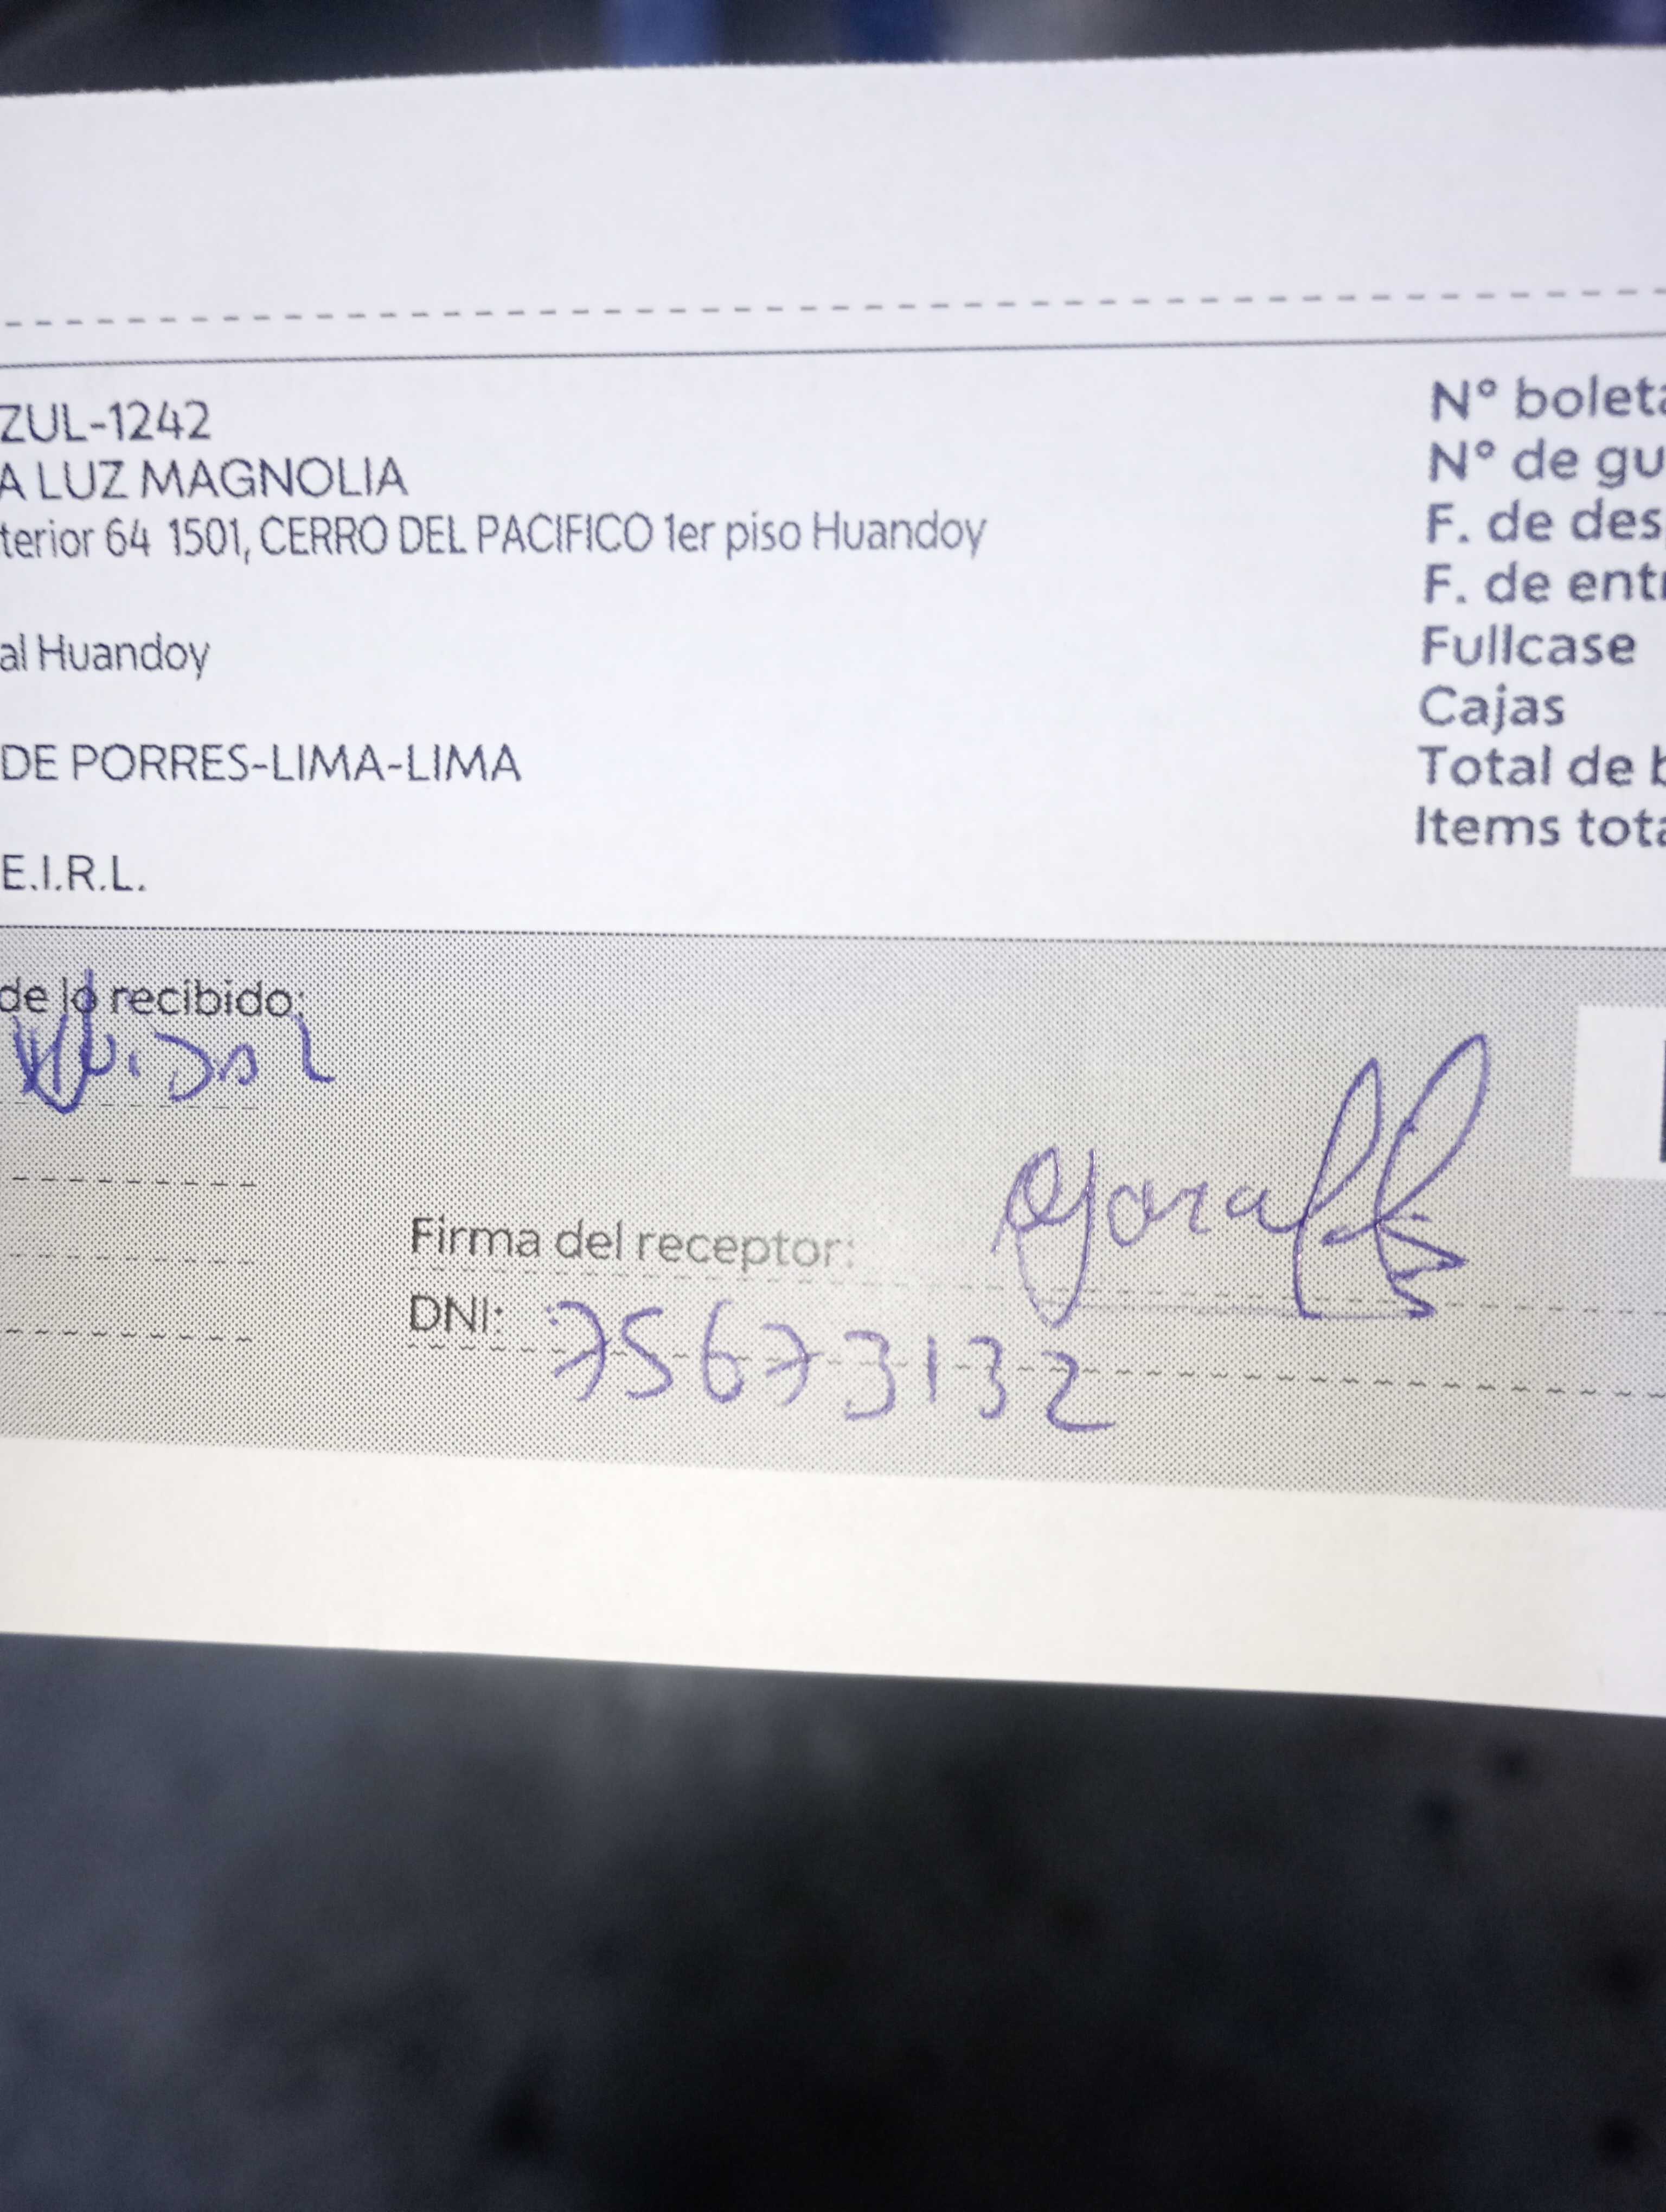 ZUL-1242
A LUZ MAGNOLIA
terior 64 1501, CERRO DEL PACIFICO 1er piso Huandoy
al Huandoy
DE PORRES-LIMA-LIMA
E.I.R.L.
N° boleta
N° de gu
F. de des
F. de entr
Fullcase
Cajas
Total de b
Items tota
de lo recibido:
Firma del receptor:
DNI: 75673132